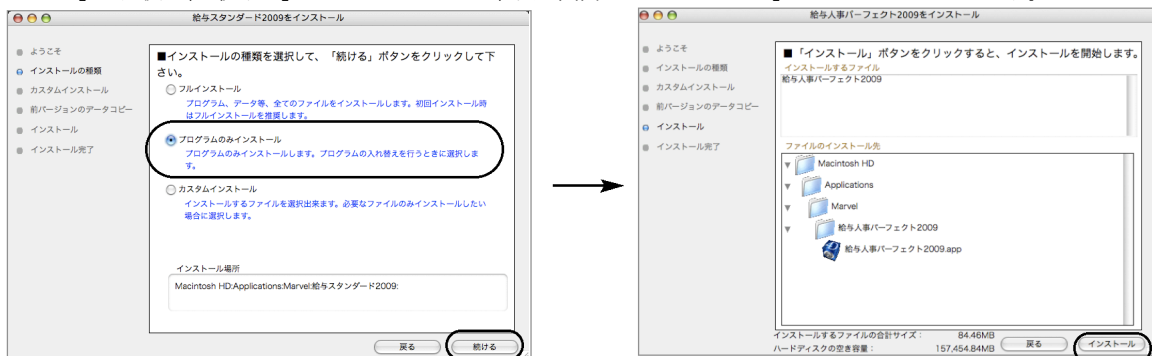 給与スタンダード2009をインストール
ようこそ
インストールの種類
カスタムインストール
前バージョンのデータコピー
インストール
インストール完了
■インストールの種類を選択して、「続ける」ボタンをクリックして下
さい。
フルインストール
プログラム、データ等、全てのファイルをインストールします。初回インストール時
はフルインストールを推奨します。
プログラムのみインストール
プログラムのみインストールします。プログラムの入れ替えを行うときに選択しま
す。
カスタムインストール
インストールするファイルを選択出来ます。必要なファイルのみインストールしたい
場合に選択します。
インストール場所
Macintosh HD:Applications:Marvel:給与スタンダード2009:
戻る
続ける
給与人事パーフェクト2009をインストール
ようこそ
インストールの種類
カスタムインストール
前バージョンのデータコピー
インストール
インストール完了
■「インストール」ボタンをクリックすると、インストールを開始します。
インストールするファイル
給与人事パーフェクト2009
ファイルのインストール先
Macintosh HD
Applications
Marvel
給与人事パーフェクト2009
給与人事パーフェクト2009.app
インストールするファイルの合計サイズ： 84.46MB
ハードディスクの空き容量： 157,454.84MB
戻る
インストール